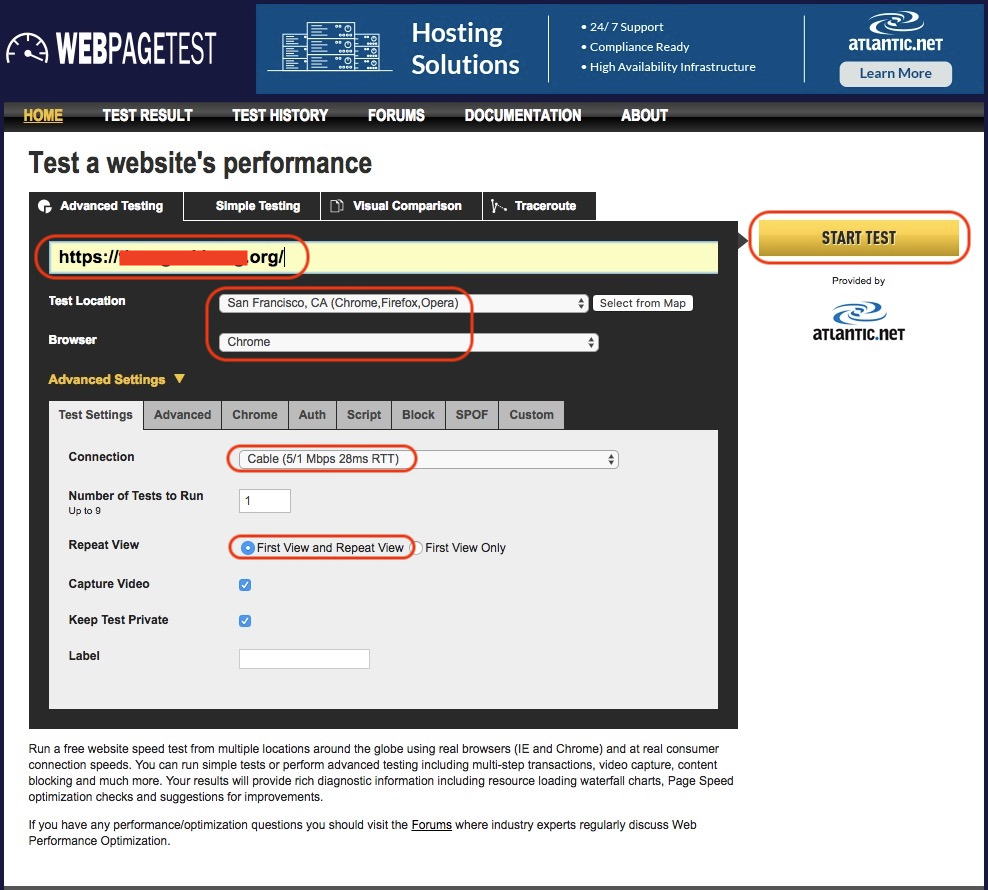 WEBPAGETEST
Hosting
Solutions
• 24/ 7 Support
• Compliance Ready
• High Availability Infrastructure
ATLANTIC.NET
Learn More
HOME TEST RESULT TEST HISTORY FORUMS DOCUMENTATION ABOUT
Test a website's performance
Advanced Testing Simple Testing Visual Comparison Traceroute
https:// .org/
START TEST
Provided by
ATLANTIC.NET
Test Location San Francisco, CA (Chrome,Firefox,Opera) Select from Map
Browser Chrome
Advanced Settings ▼
Test Settings Advanced Chrome Auth Script Block SPOF Custom
Connection Cable (5/1 Mbps 28ms RTT)
Number of Tests to Run 1
Up to 9
Repeat View First View and Repeat View First View Only
Capture Video
Keep Test Private
Label
Run a free website speed test from multiple locations around the globe using real browsers (IE and Chrome) and at real consumer
connection speeds. You can run simple tests or perform advanced testing including multi-step transactions, video capture, content
blocking and much more. Your results will provide rich diagnostic information including resource loading waterfall charts, Page Speed
optimization checks and suggestions for improvements.
If you have any performance/optimization questions you should visit the Forums where industry experts regularly discuss Web
Performance Optimization.